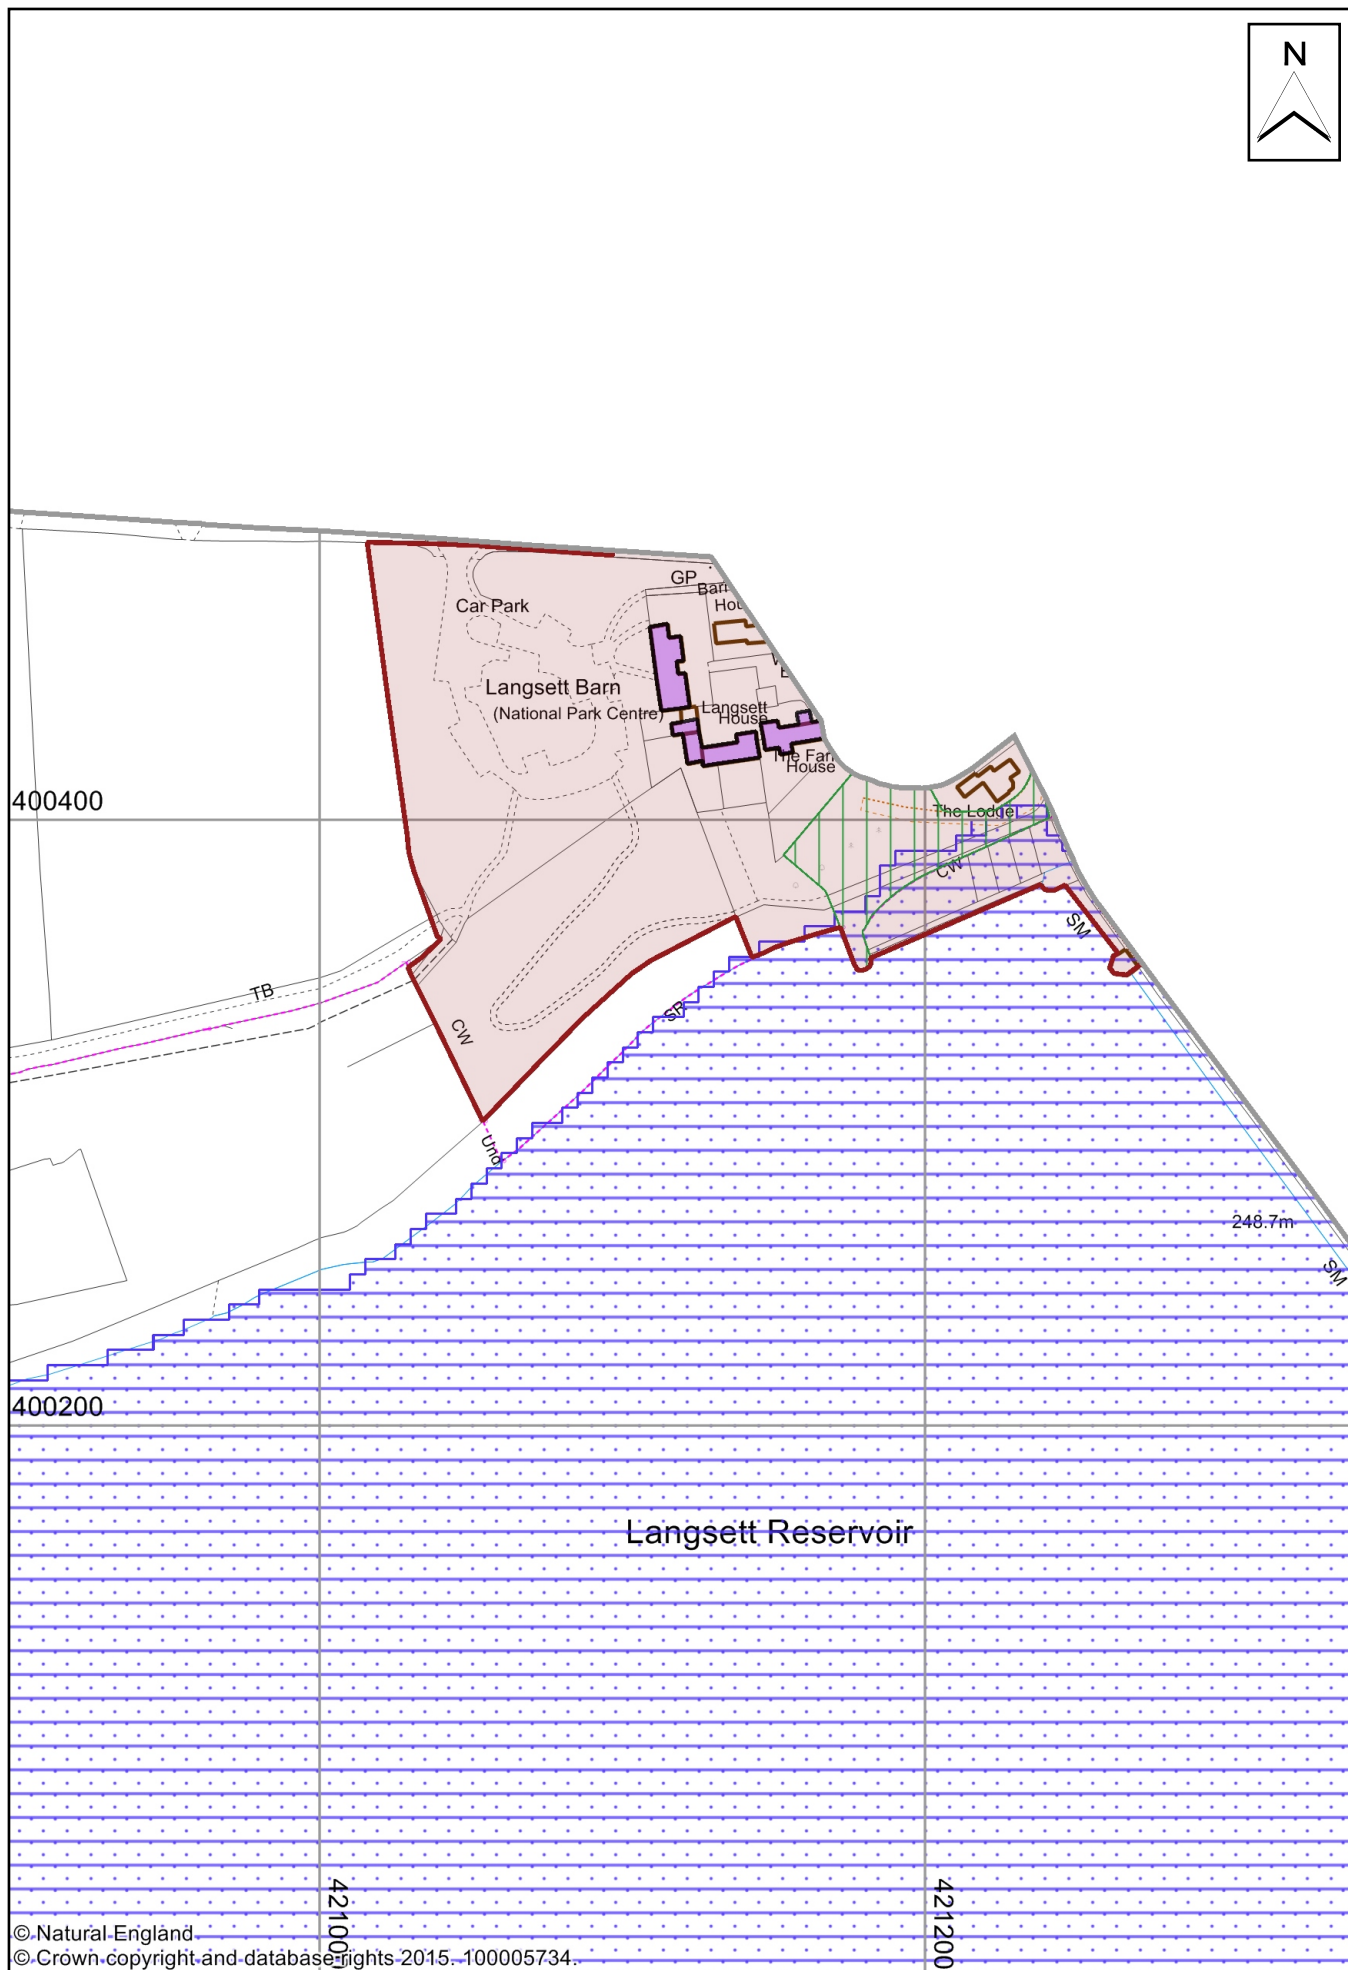 N
GP
Car Park
Langsett Barn
(National Park Centre)
Langsett
House
House
400400
The Lodge
CW
SM
TB
SR
CW
Und
248.7m
SM
400200
Langsett Reservoir
421000
421200
© Natural England
© Crown copyright and database rights 2015. 100005734.